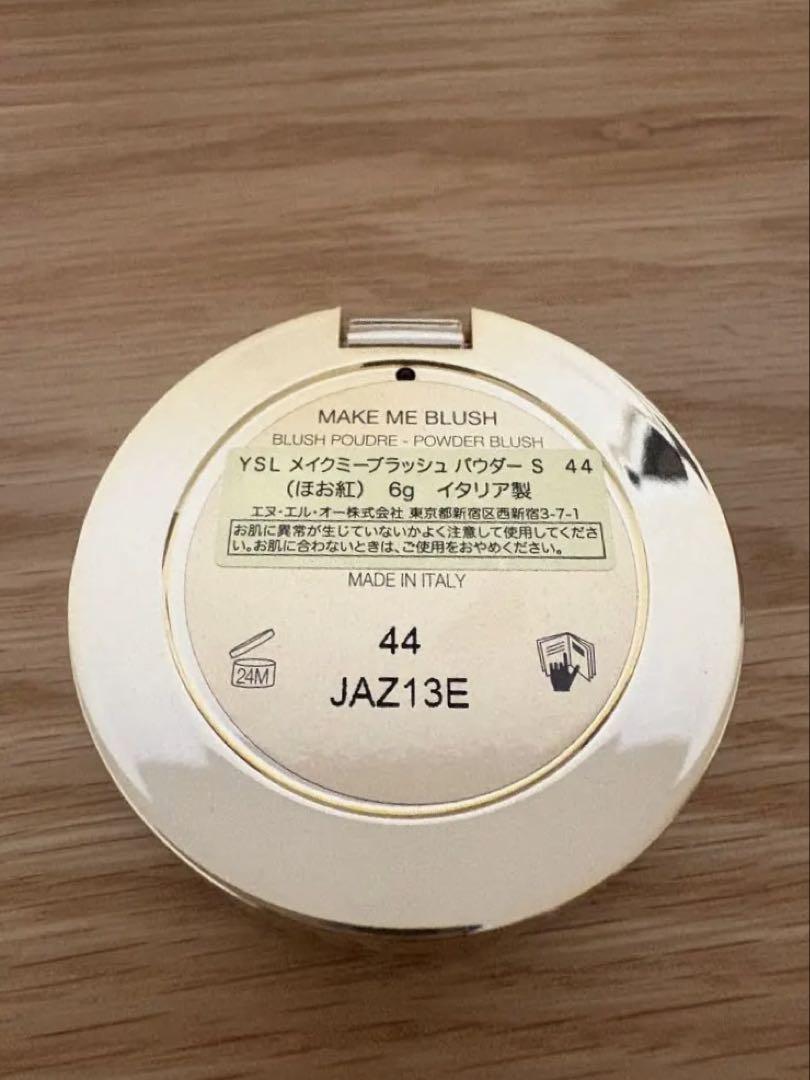 MAKE ME BLUSH
BLUSH POUDRE - POWDER BLUSH
YSL メイクミーブラッシュ パウダー S 44
(ほお紅) 6g イタリア製
エヌ・エル・オー株式会社 東京都新宿区西新宿3-7-1
お肌に異常が生じていないかよく注意して使用してくださ
い。お肌に合わないときは、ご使用をおやめください。
MADE IN ITALY
44
24M
JAZ13E